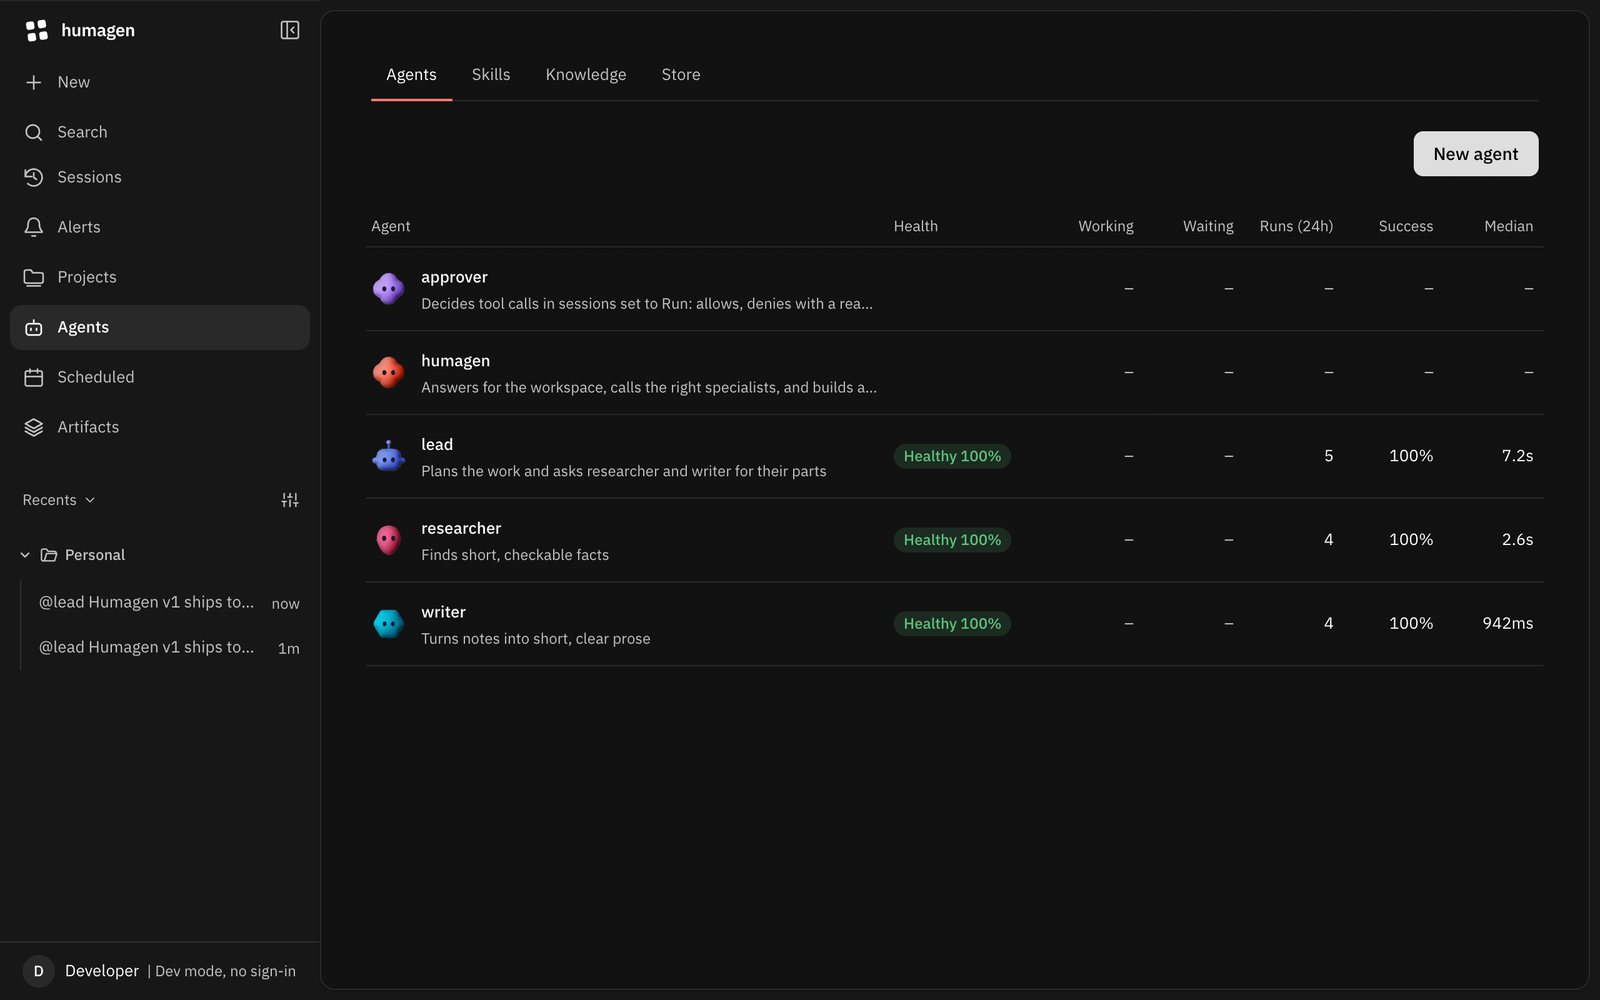 humagen
New
Search
Sessions
Alerts
Projects
Agents
Scheduled
Artifacts
Recents
Personal
@lead Humagen v1 ships to... now
@lead Humagen v1 ships to... 1m
D Developer | Dev mode, no sign-in
Agents Skills Knowledge Store
New agent
Agent Health Working Waiting Runs (24h) Success Median
approver
Decides tool calls in sessions set to Run: allows, denies with a rea...
– – – – –
humagen
Answers for the workspace, calls the right specialists, and builds a...
– – – – –
lead
Plans the work and asks researcher and writer for their parts
Healthy 100% – – 5 100% 7.2s
researcher
Finds short, checkable facts
Healthy 100% – – 4 100% 2.6s
writer
Turns notes into short, clear prose
Healthy 100% – – 4 100% 942ms